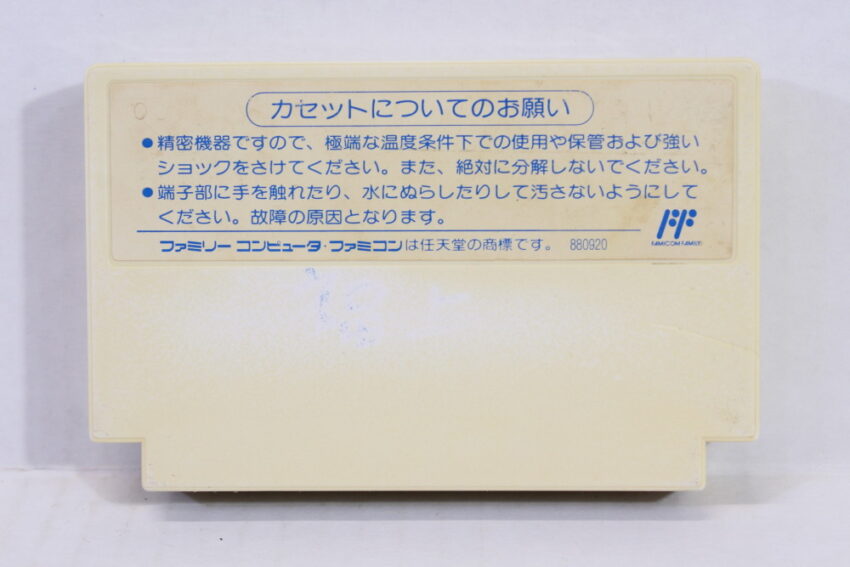 カセットについてのお願い
●精密機器ですので、極端な温度条件下での使用や保管および強い
ショックをさけてください。また、絶対に分解しないでください。
●端子部に手を触れたり、水にぬらしたりして汚さないようにして
ください。故障の原因となります。
FF
FAMICOM FAMILY
ファミリー コンピュータ・ファミコンは任天堂の商標です。 880920